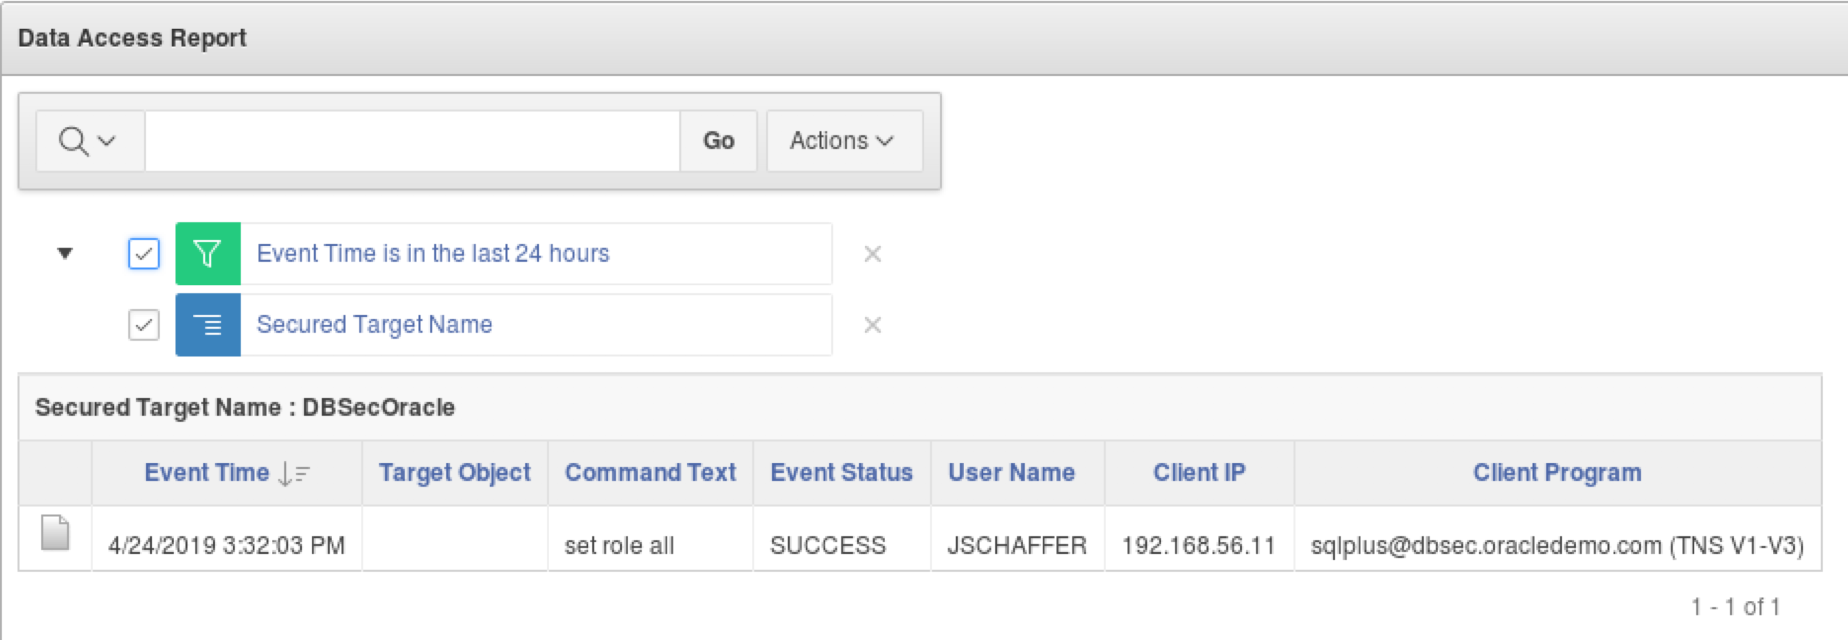 Data Access Report
Go Actions
Event Time is in the last 24 hours
Secured Target Name
Secured Target Name : DBSecOracle
Event Time Target Object Command Text Event Status User Name Client IP Client Program
4/24/2019 3:32:03 PM set role all SUCCESS JSCHAFFER 192.168.56.11 sqlplus@dbsec.oracledemo.com (TNS V1-V3)
1 - 1 of 1